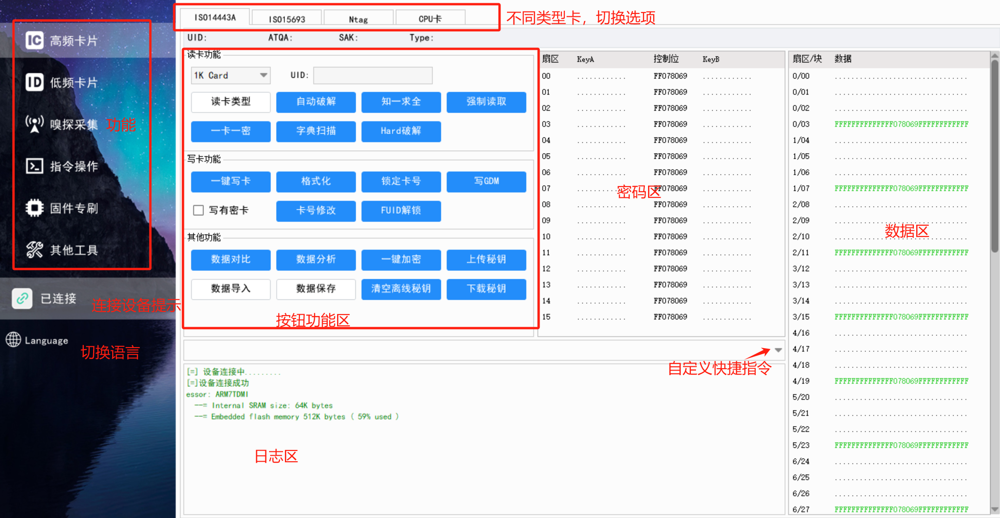 ISO14443A ISO15693 Ntag CPU卡 不同类型卡，切换选项
UID: ATQA: SAK: Type:
IC 高频卡片
ID 低频卡片
嗅探采集 功能
指令操作
固件专刷
其他工具
已连接 连接设备提示
Language
切换语言
读卡功能
1K Card UID:
读卡类型 自动破解 知一求全 强制读取
一卡一密 字典扫描 Hard破解
写卡功能
一键写卡 格式化 锁定卡号 写GDM
写有密卡 卡号修改 FUID解锁
其他功能
数据对比 数据分析 一键加密 上传秘钥
数据导入 数据保存 清空离线秘钥 下载秘钥
按钮功能区
扇区 KeyA 控制位 KeyB
00 ............ FF078069 ............
01 ............ FF078069 ............
02 ............ FF078069 ............
03 ............ FF078069 ............
04 ............ FF078069 ............
05 ............ FF078069 ............
06 ............ FF078069 ............
07 ............ FF078069 ............
密码区
08 ............ FF078069 ............
09 ............ FF078069 ............
10 ............ FF078069 ............
11 ............ FF078069 ............
12 ............ FF078069 ............
13 ............ FF078069 ............
14 ............ FF078069 ............
15 ............ FF078069 ............
自定义快捷指令
[=] 设备连接中.........
[=]设备连接成功
essor: ARM7TDMI
--= Internal SRAM size: 64K bytes
--= Embedded flash memory 512K bytes ( 59% used )
日志区
扇区/块 数据
0/00 ................................
0/01 ................................
0/02 ................................
0/03 FFFFFFFFFFFFFF078069FFFFFFFFFFFF
1/04 ................................
1/05 ................................
1/06 ................................
1/07 FFFFFFFFFFFFFF078069FFFFFFFFFFFF
2/08 ................................
2/09 ................................
数据区
2/10 ................................
2/11 FFFFFFFFFFFFFF078069FFFFFFFFFFFF
3/12 ................................
3/13 ................................
3/14 ................................
3/15 FFFFFFFFFFFFFF078069FFFFFFFFFFFF
4/16 ................................
4/17 ................................
4/18 ................................
4/19 FFFFFFFFFFFFFF078069FFFFFFFFFFFF
5/20 ................................
5/21 ................................
5/22 ................................
5/23 FFFFFFFFFFFFFF078069FFFFFFFFFFFF
6/24 ................................
6/25 ................................
6/26 ................................
6/27 FFFFFFFFFFFFFF078069FFFFFFFFFFFF